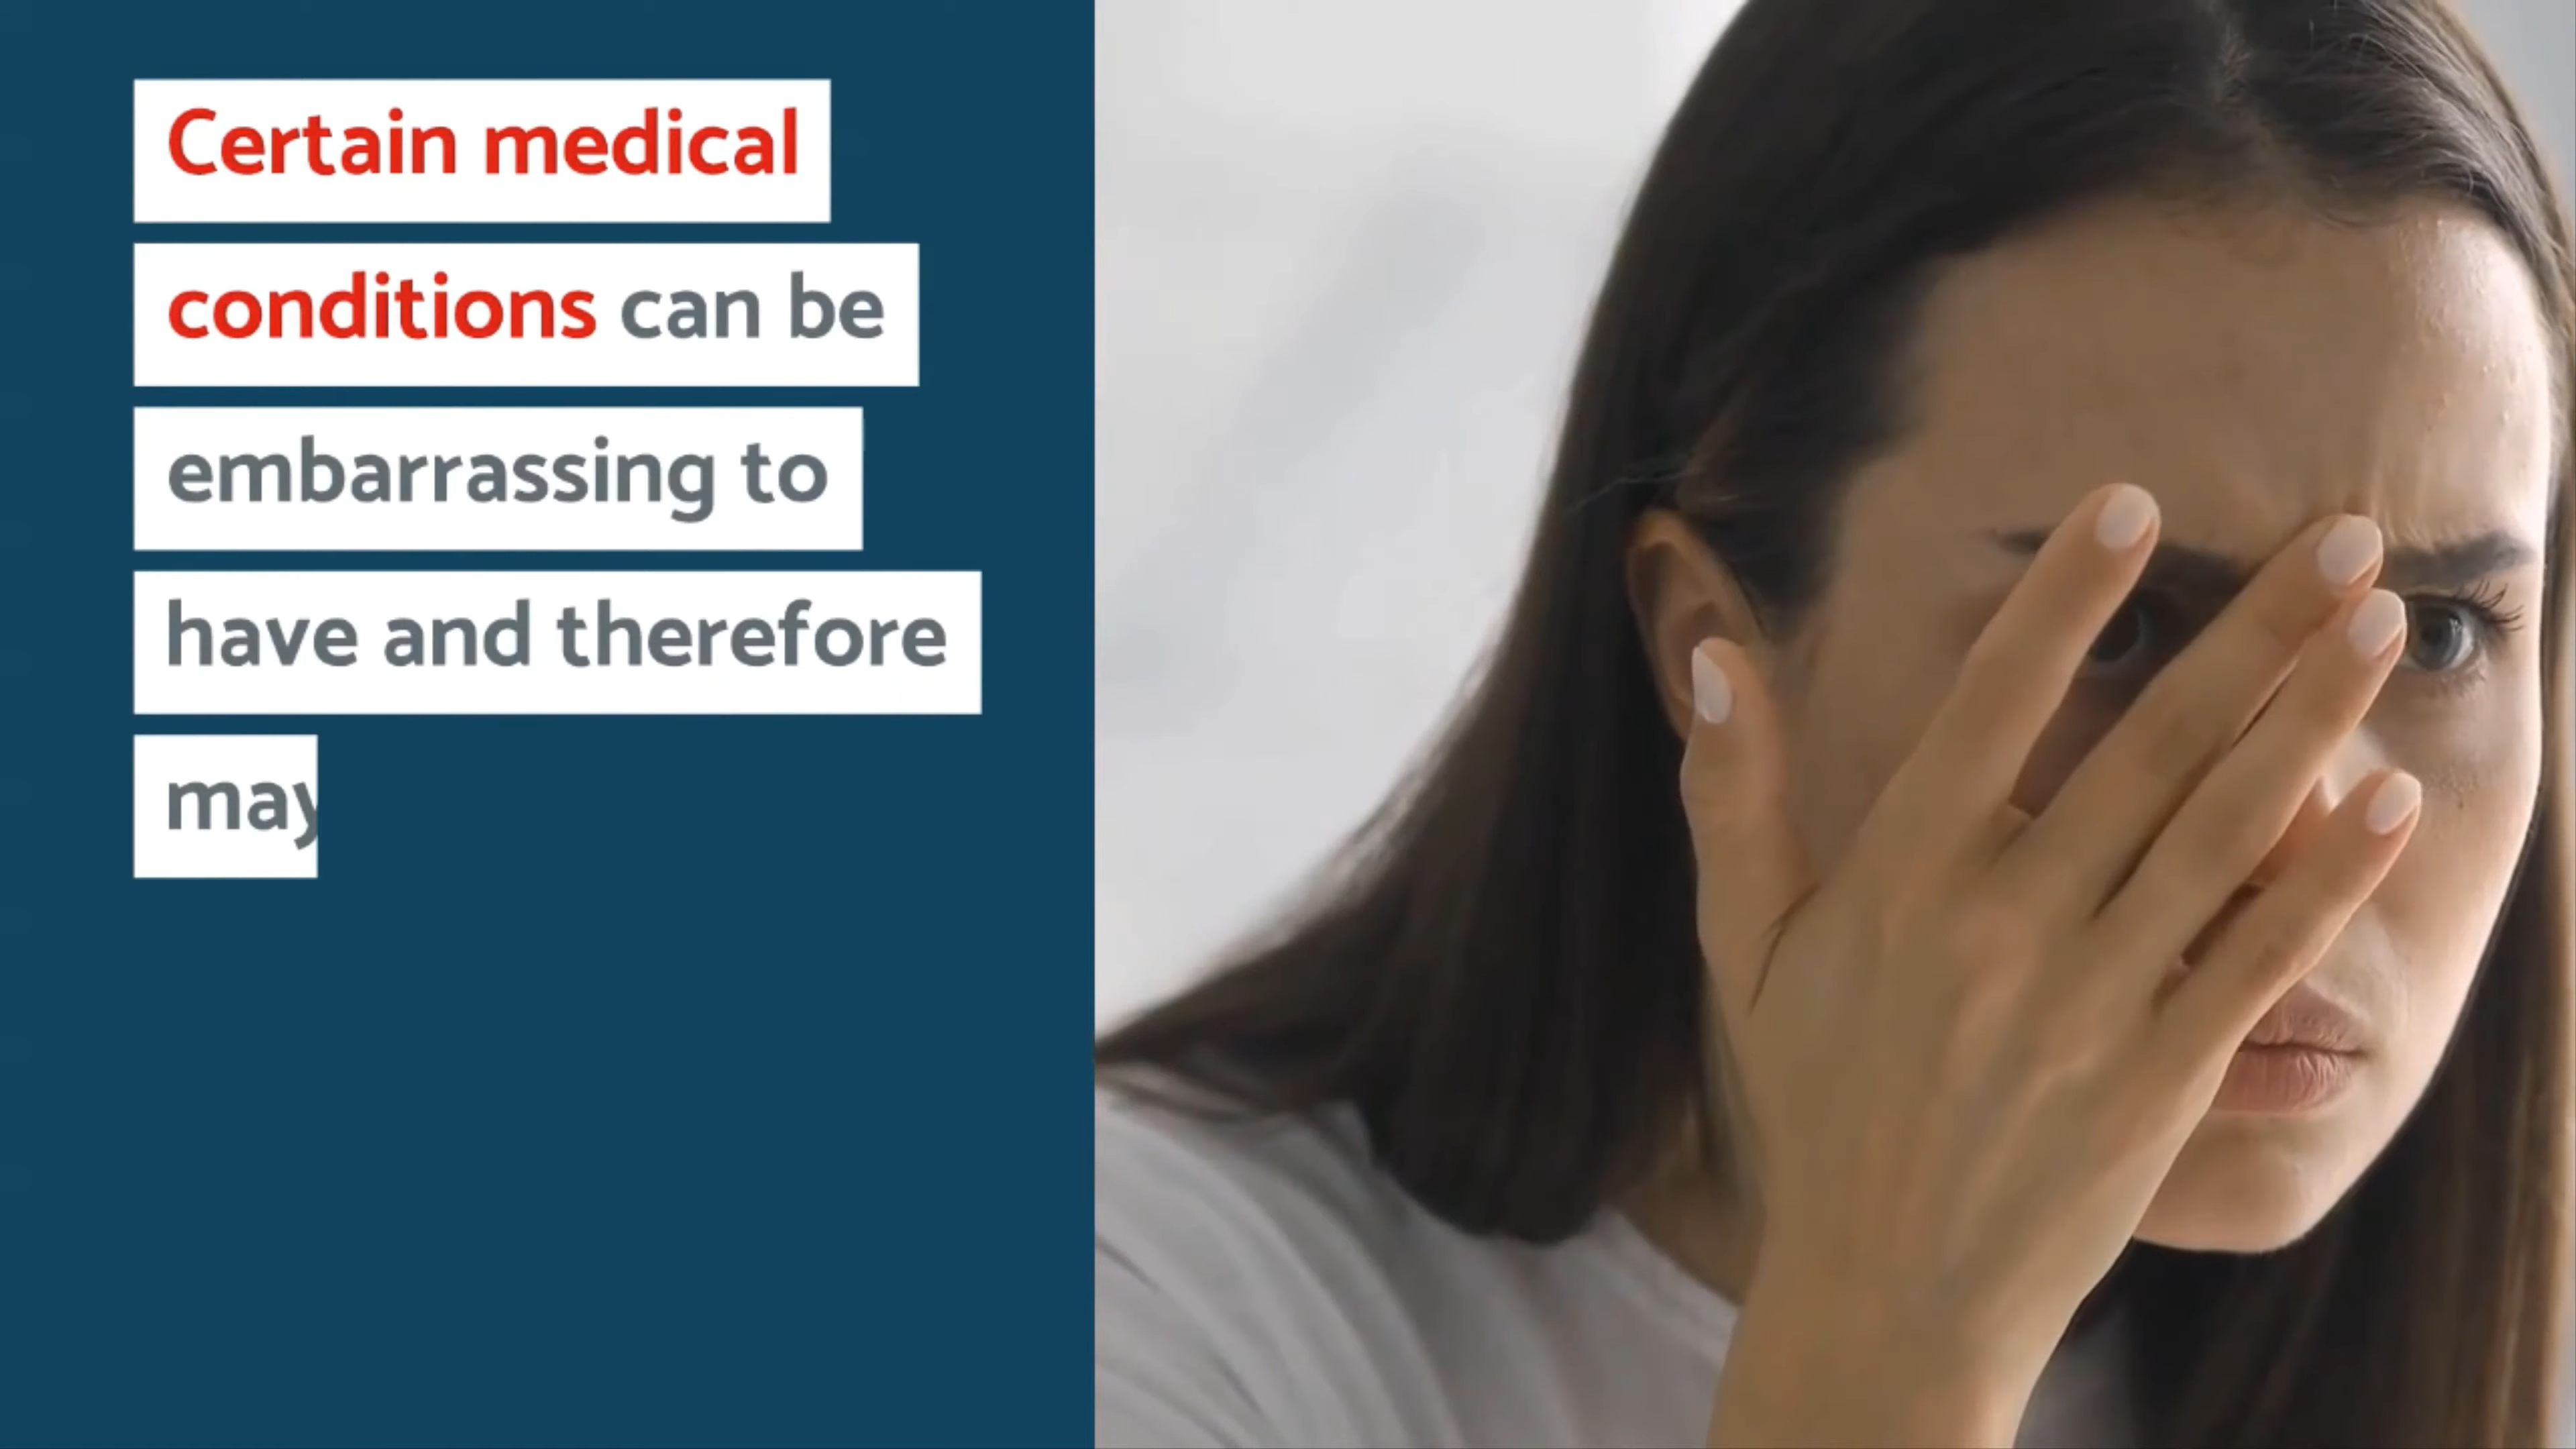 Certain medical
conditions can be
embarrassing to
have and therefore
may